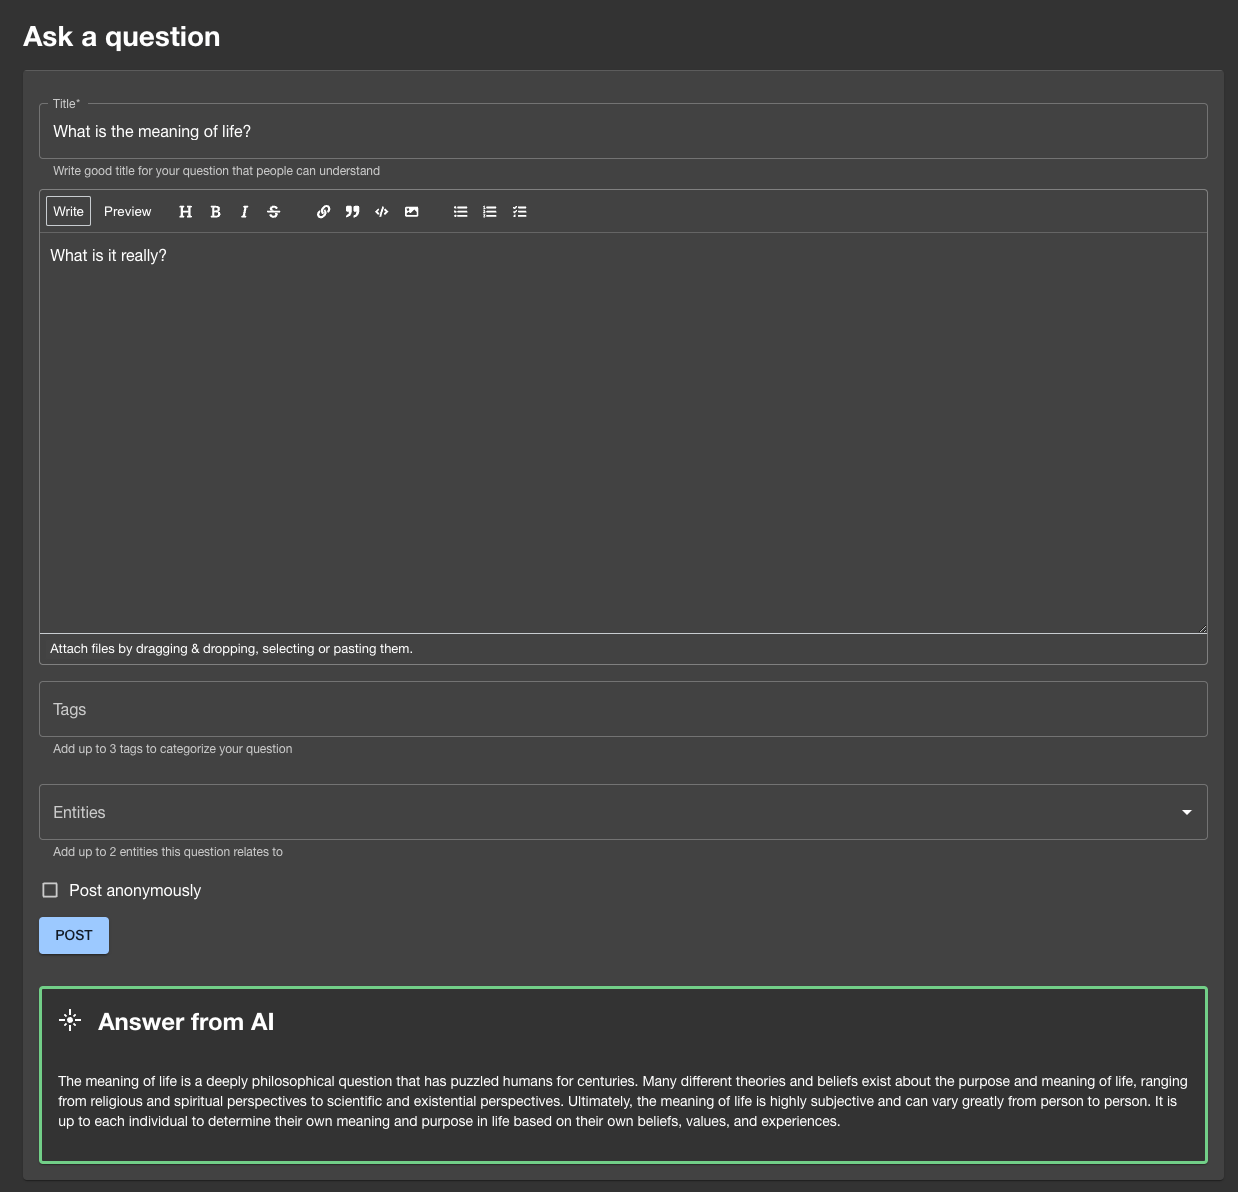 Ask a question
Title*
What is the meaning of life?
Write good title for your question that people can understand
Write Preview H B I S
What is it really?
Attach files by dragging & dropping, selecting or pasting them.
Tags
Add up to 3 tags to categorize your question
Entities
Add up to 2 entities this question relates to
Post anonymously
POST
Answer from AI
The meaning of life is a deeply philosophical question that has puzzled humans for centuries. Many different theories and beliefs exist about the purpose and meaning of life, ranging
from religious and spiritual perspectives to scientific and existential perspectives. Ultimately, the meaning of life is highly subjective and can vary greatly from person to person. It is
up to each individual to determine their own meaning and purpose in life based on their own beliefs, values, and experiences.